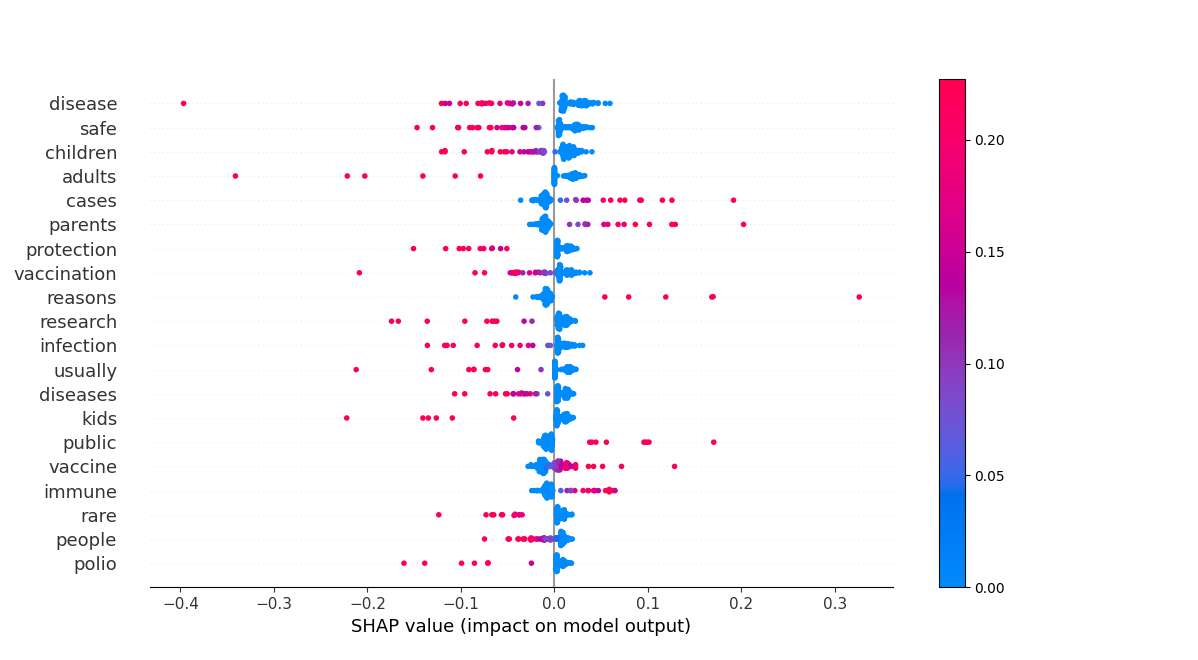 disease
safe
children
adults
cases
parents
protection
vaccination
reasons
research
infection
usually
diseases
kids
public
vaccine
immune
rare
people
polio
−0.4 −0.3 −0.2 −0.1 0.0 0.1 0.2 0.3
SHAP value (impact on model output)
0.20
0.15
0.10
0.05
0.00